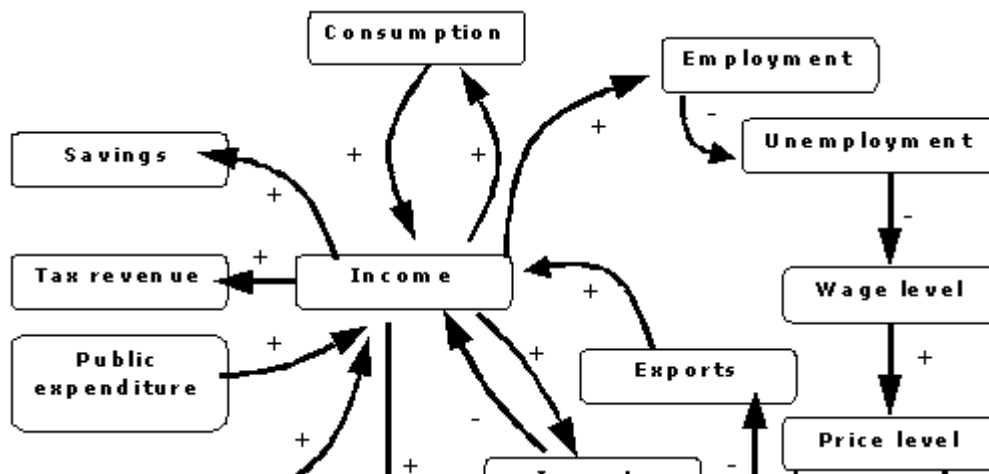 Consumption
Employment
-
+
Unemployment
Savings
+
+
+
-
Tax revenue
+
Income
+
Wage level
Public
expenditure
+
+
Exports
+
-
+
+
-
Price level